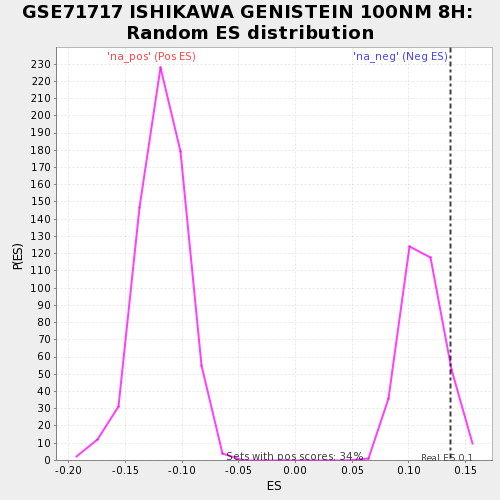 GSE71717 ISHIKAWA GENISTEIN 100NM 8H:
Random ES distribution
'na_pos' (Pos ES)
'na_neg' (Neg ES)
230
220
210
200
190
180
170
160
150
140
130
120
110
100
90
80
70
60
50
40
30
20
10
0
P(ES)
Sets with pos scores: 34%
Real ES 0.1
-0.20 -0.15 -0.10 -0.05 0.00 0.05 0.10 0.15
ES